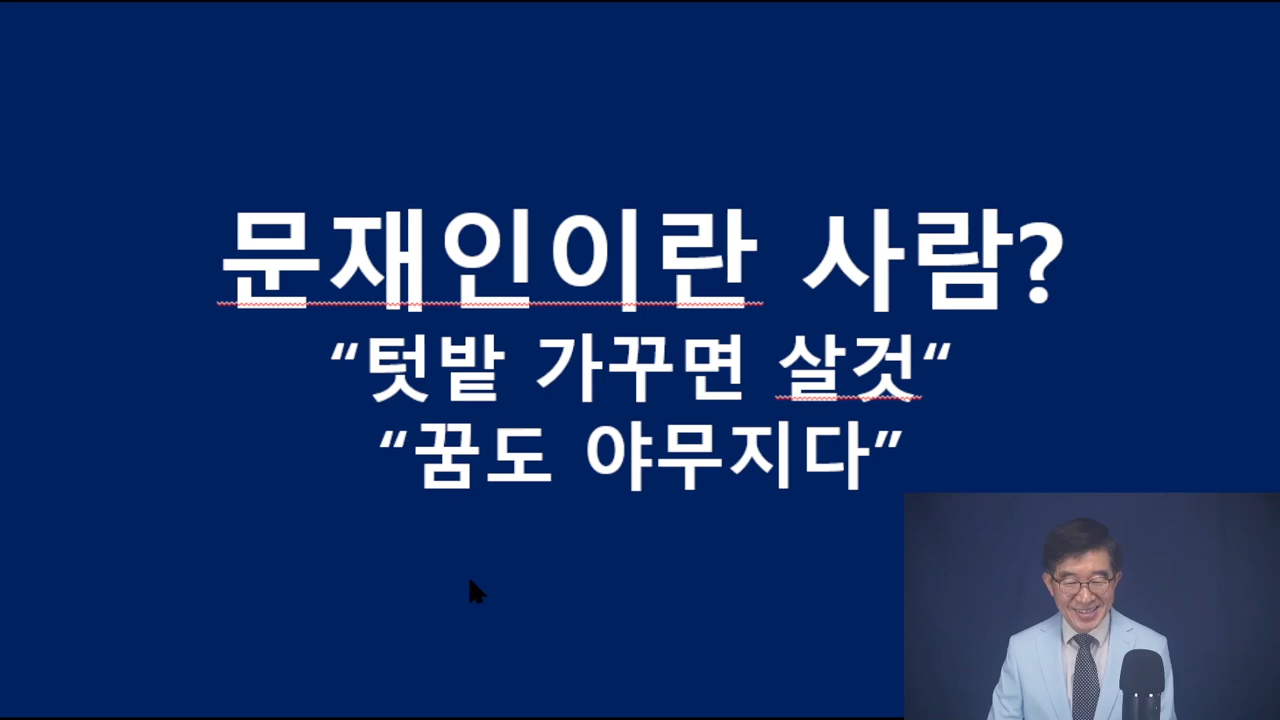 문재인이란 사람?
“텃밭 가꾸면 살것“
“꿈도 야무지다”